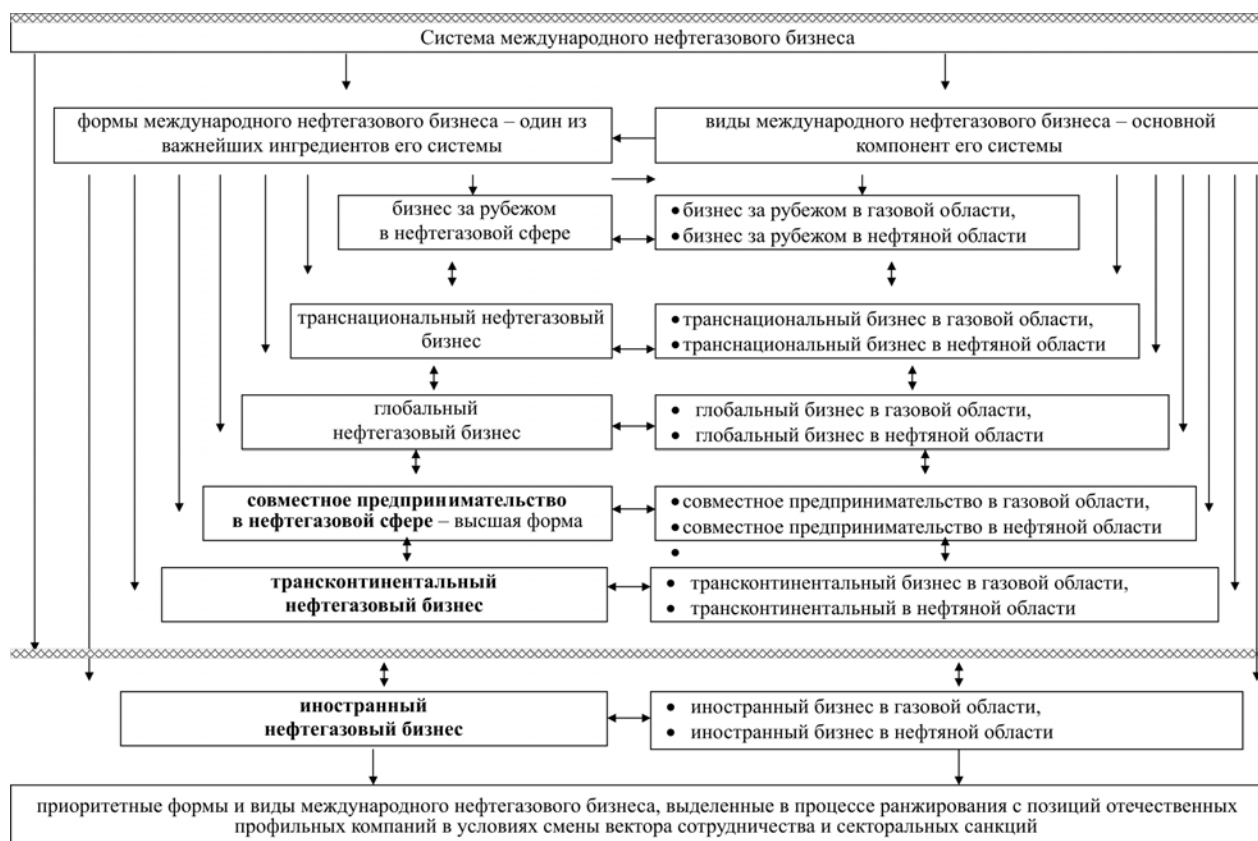 Система международного нефтегазового бизнеса
формы международного нефтегазового бизнеса – один из
важнейших ингредиентов его системы
виды международного нефтегазового бизнеса – основной
компонент его системы
бизнес за рубежом
в нефтегазовой сфере
• бизнес за рубежом в газовой области,
• бизнес за рубежом в нефтяной области
транснациональный нефтегазовый
бизнес
• транснациональный бизнес в газовой области,
• транснациональный бизнес в нефтяной области
глобальный
нефтегазовый бизнес
• глобальный бизнес в газовой области,
• глобальный бизнес в нефтяной области
совместное предпринимательство
в нефтегазовой сфере – высшая форма
• совместное предпринимательство в газовой области,
• совместное предпринимательство в нефтяной области
•
трансконтинентальный
нефтегазовый бизнес
• трансконтинентальный бизнес в газовой области,
• трансконтинентальный в нефтяной области
иностранный
нефтегазовый бизнес
• иностранный бизнес в газовой области,
• иностранный бизнес в нефтяной области
приоритетные формы и виды международного нефтегазового бизнеса, выделенные в процессе ранжирования с позиций отечественных
профильных компаний в условиях смены вектора сотрудничества и секторальных санкций